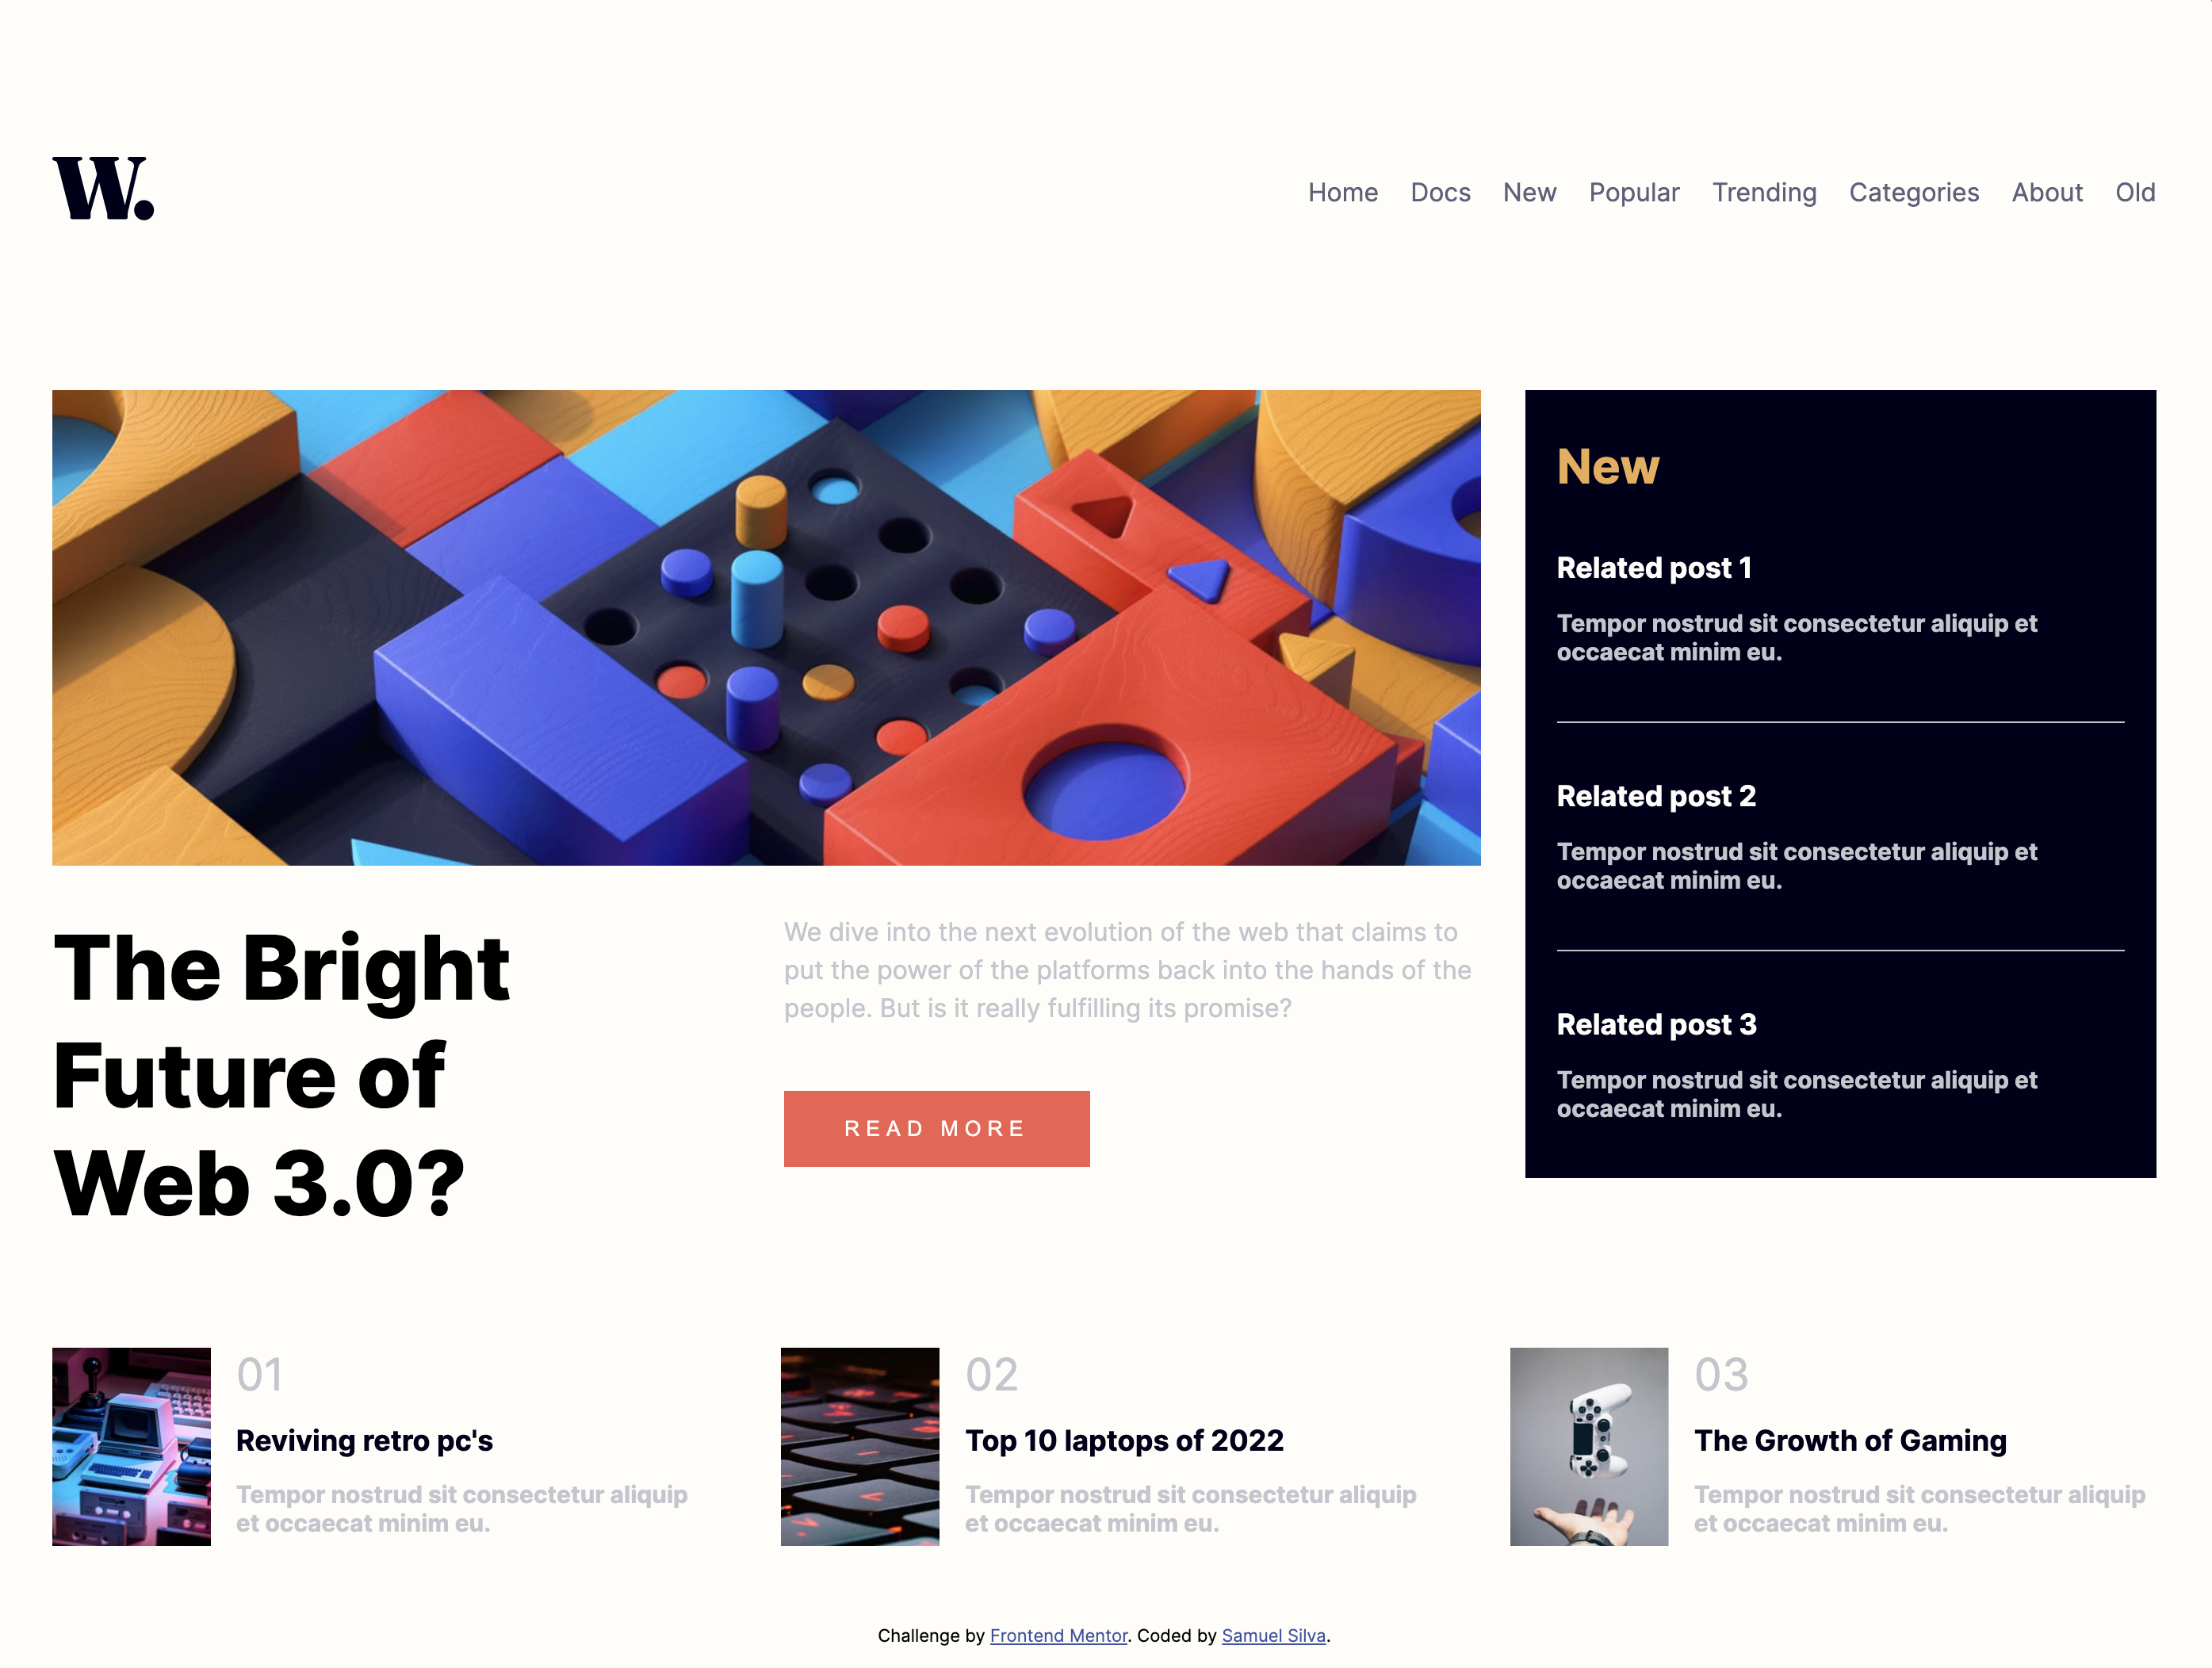 W.
Home Docs New Popular Trending Categories About Old
The Bright
Future of
Web 3.0?
We dive into the next evolution of the web that claims to
put the power of the platforms back into the hands of the
people. But is it really fulfilling its promise?
READ MORE
New
Related post 1
Tempor nostrud sit consectetur aliquip et
occaecat minim eu.
Related post 2
Tempor nostrud sit consectetur aliquip et
occaecat minim eu.
Related post 3
Tempor nostrud sit consectetur aliquip et
occaecat minim eu.
01
Reviving retro pc's
Tempor nostrud sit consectetur aliquip
et occaecat minim eu.
02
Top 10 laptops of 2022
Tempor nostrud sit consectetur aliquip
et occaecat minim eu.
03
The Growth of Gaming
Tempor nostrud sit consectetur aliquip
et occaecat minim eu.
Challenge by Frontend Mentor. Coded by Samuel Silva.